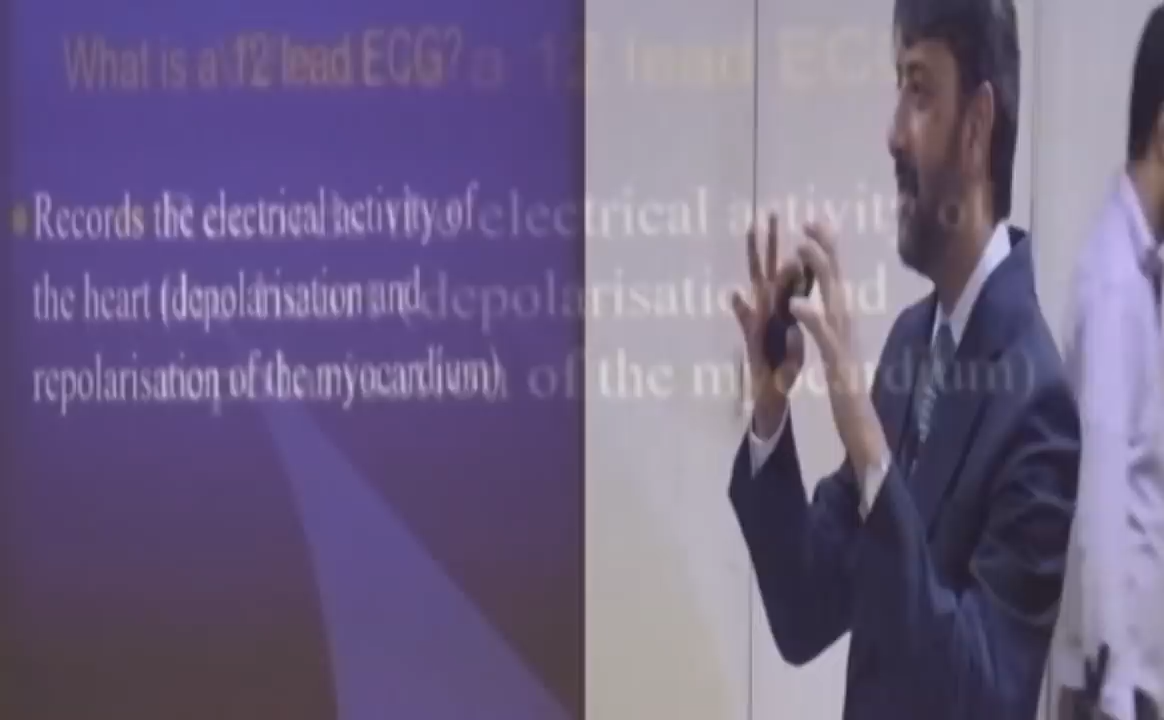 What is a 12 lead ECG?
Records the electrical activity of
the heart (depolarisation and
repolarisation of the myocardium)